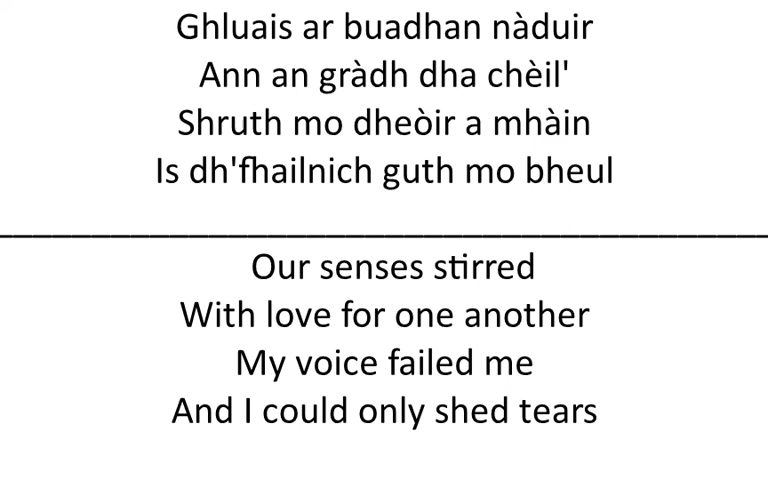 Ghluais ar buadhan nàduir
Ann an gràdh dha chèil'
Shruth mo dheòir a mhàin
Is dh'fhailnich guth mo bheul
Our senses stirred
With love for one another
My voice failed me
And I could only shed tears